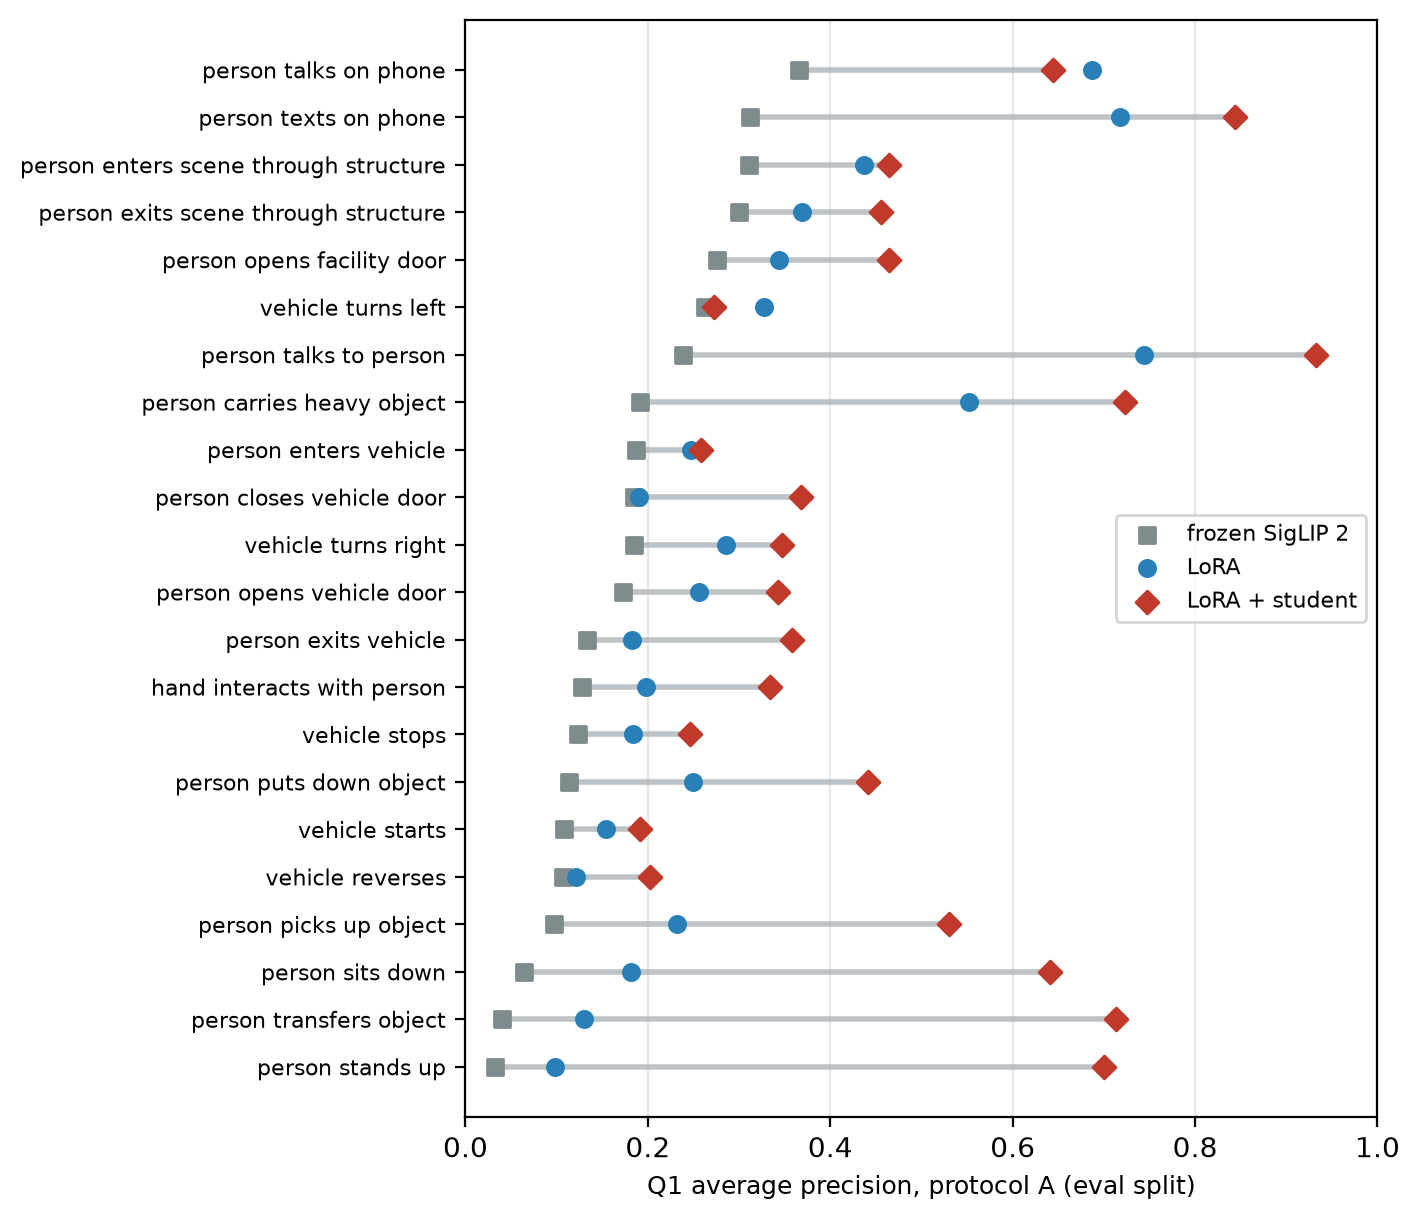 person talks on phone
person texts on phone
person enters scene through structure
person exits scene through structure
person opens facility door
vehicle turns left
person talks to person
person carries heavy object
person enters vehicle
person closes vehicle door
vehicle turns right
person opens vehicle door
person exits vehicle
hand interacts with person
vehicle stops
person puts down object
vehicle starts
vehicle reverses
person picks up object
person sits down
person transfers object
person stands up
frozen SigLIP 2
LoRA
LoRA + student
0.0 0.2 0.4 0.6 0.8 1.0
Q1 average precision, protocol A (eval split)